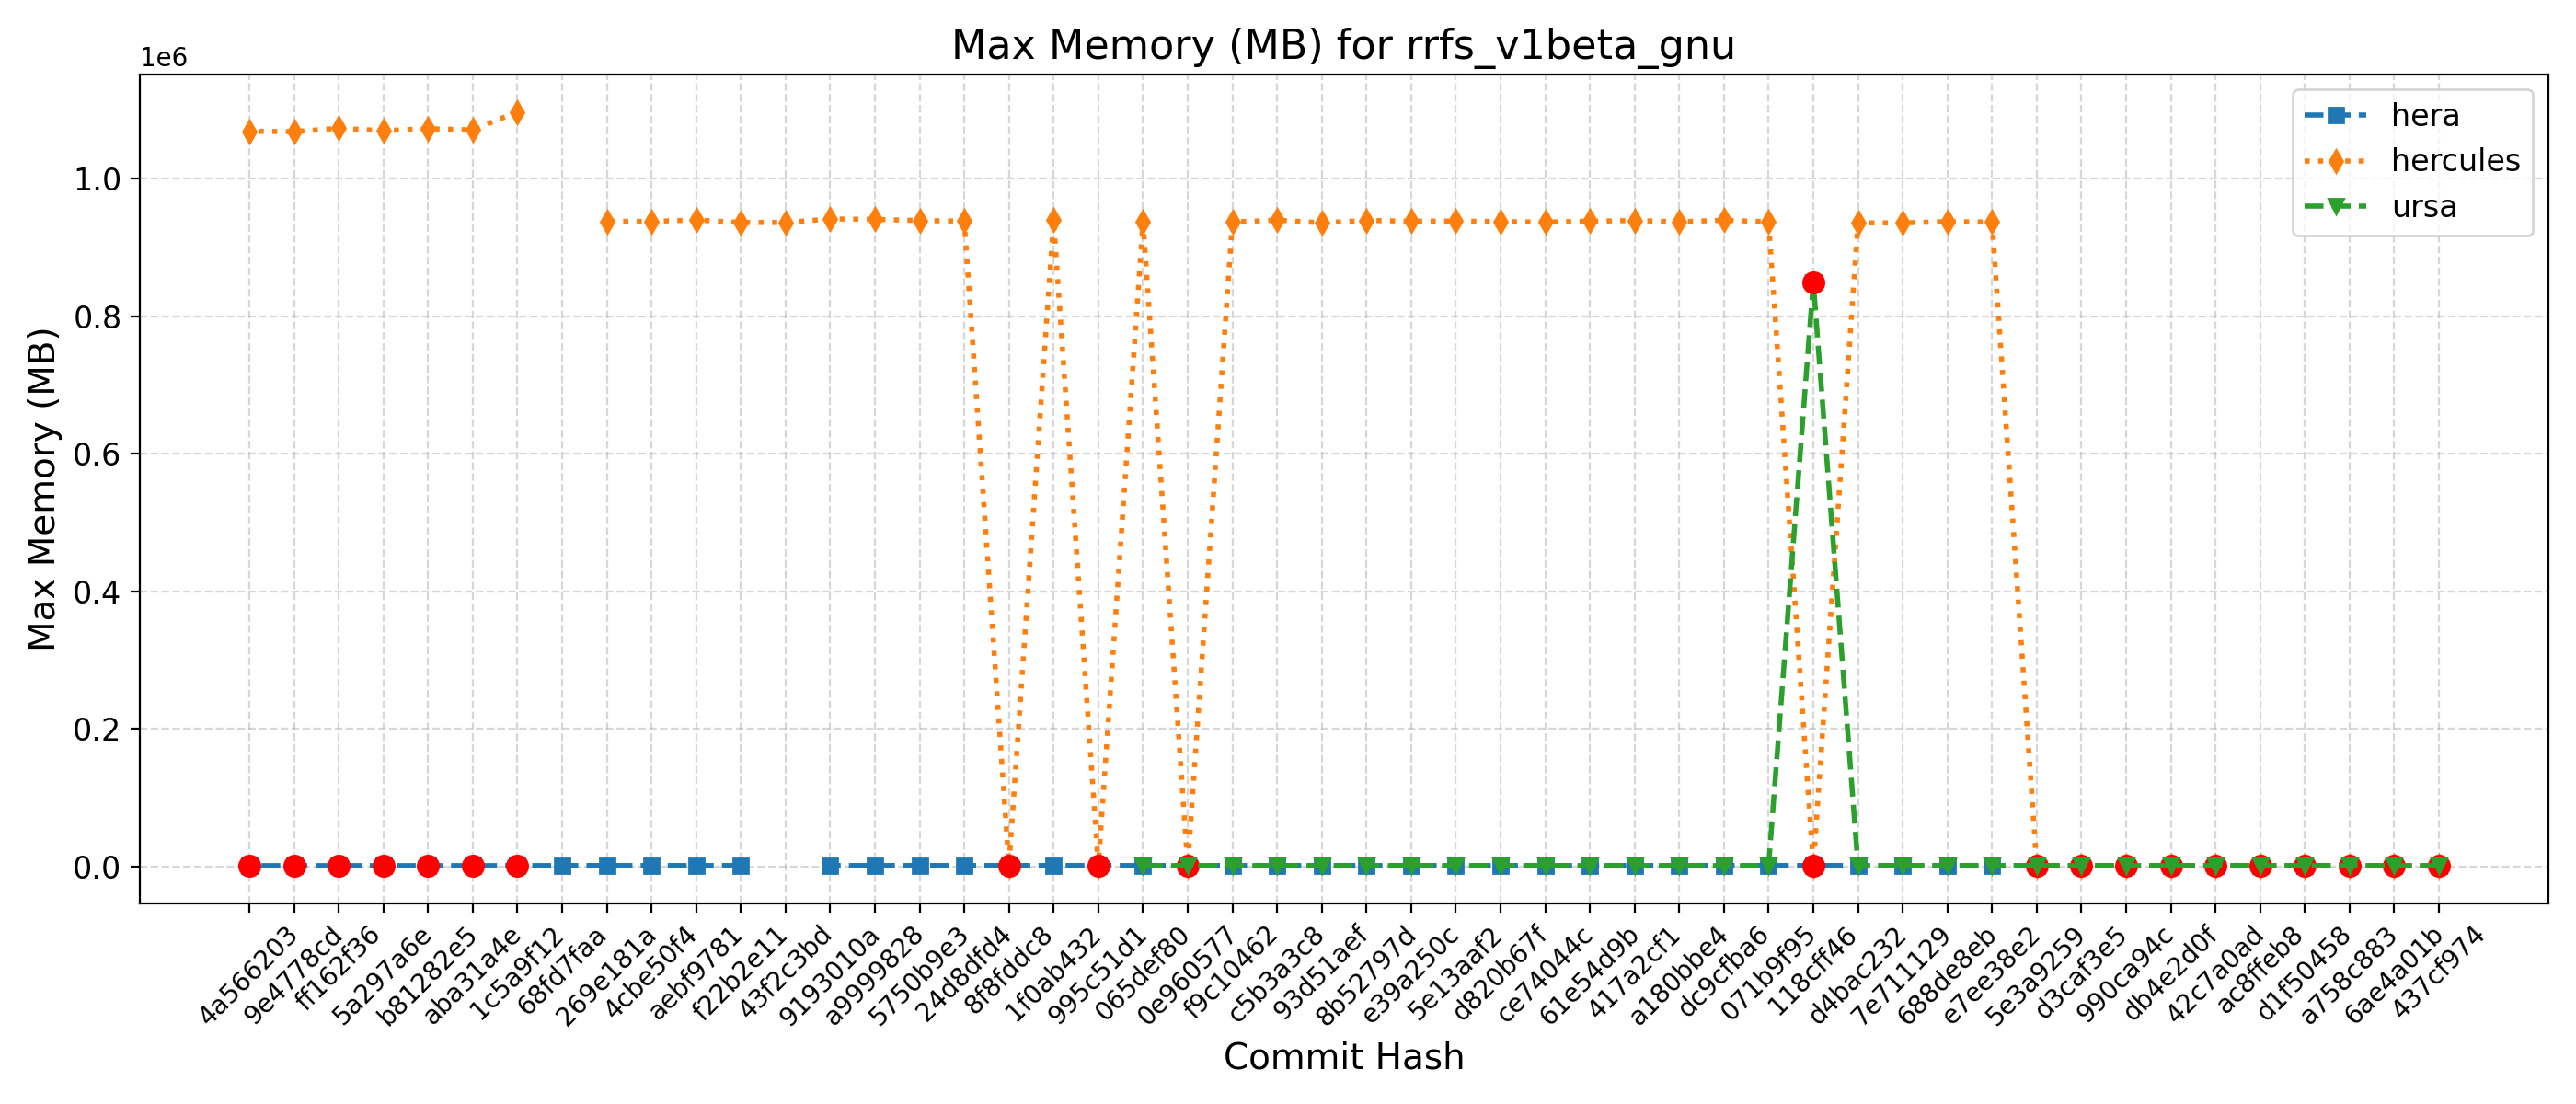 Max Memory (MB) for rrfs_v1beta_gnu
1e6
1.0
0.8
0.6
0.4
0.2
0.0
Max Memory (MB)
hera
hercules
ursa
4a566203
9e4778cd
ff162f36
5a297a6e
b81282e5
aba31a4e
1c5a9f12
68fd7faa
269e181a
4cbe50f4
aebf9781
f22b2e11
43f2c3bd
9193010a
a9999828
5750b9e3
24d8dfd4
8f8fddc8
1f0ab432
995c51d1
065def80
0e960577
f9c10462
c5b3a3c8
93d51aef
8b52797d
e39a250c
5e13aaf2
d820b67f
ce74044c
61e54d9b
417a2cf1
a180bbe4
dc9cfba6
071b9f95
118cff46
d4bac232
7e711129
688de8eb
e7ee38e2
5e3a9259
d3caf3e5
990ca94c
db4e2d0f
42c7a0ad
ac8ffeb8
d1f50458
a758c883
6ae4a01b
437cf974
Commit Hash